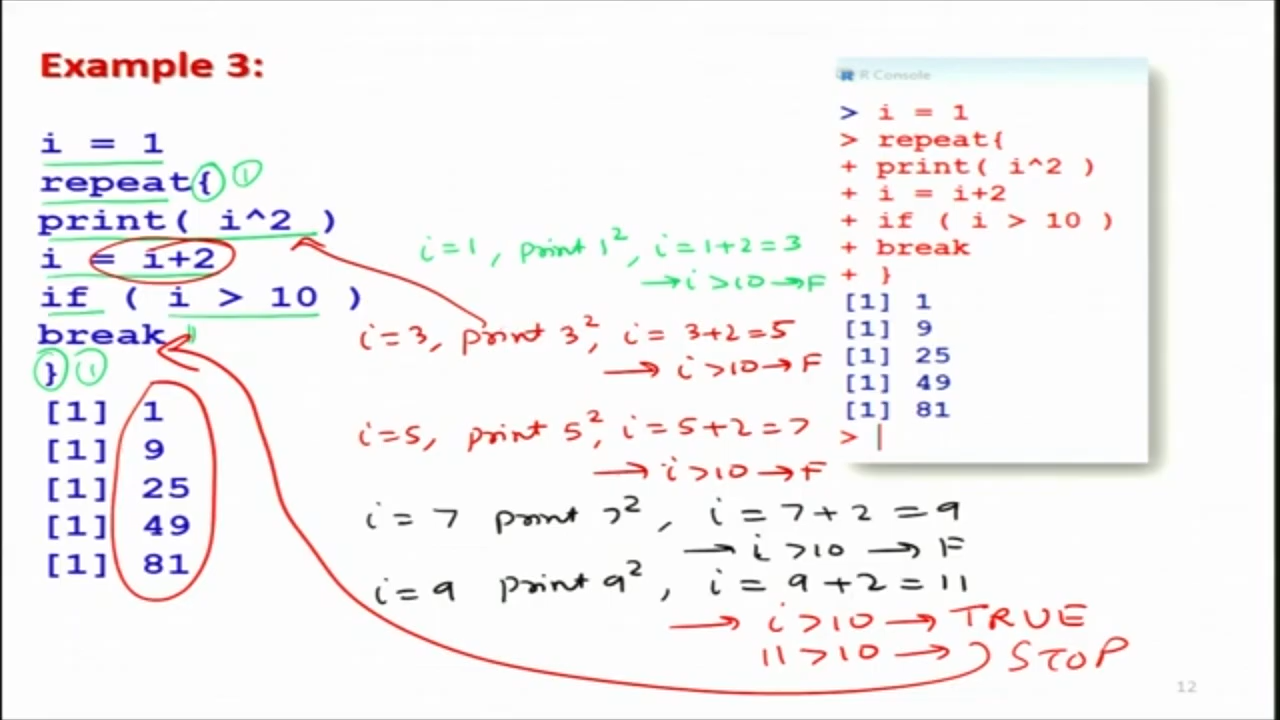 Example 3:
i = 1
repeat{ ①
print( i^2 )
i = i+2
if ( i > 10 )
break
} ①
[1] 1
[1] 9
[1] 25
[1] 49
[1] 81
i=1, print 1², i=1+2=3
→i>10→F
i=3, print 3², i= 3+2=5
→ i>10→F
i=5, print 5², i=5+2=7
→ i>10→F
i=7 print 7², i=7+2=9
→ i>10 → F
i=9 print 9², i= 9+2=11
→ i>10 → TRUE
11>10 → STOP
R Console
> i = 1
> repeat{
+ print( i^2 )
+ i = i+2
+ if ( i > 10 )
+ break
+ }
[1] 1
[1] 9
[1] 25
[1] 49
[1] 81
>
12